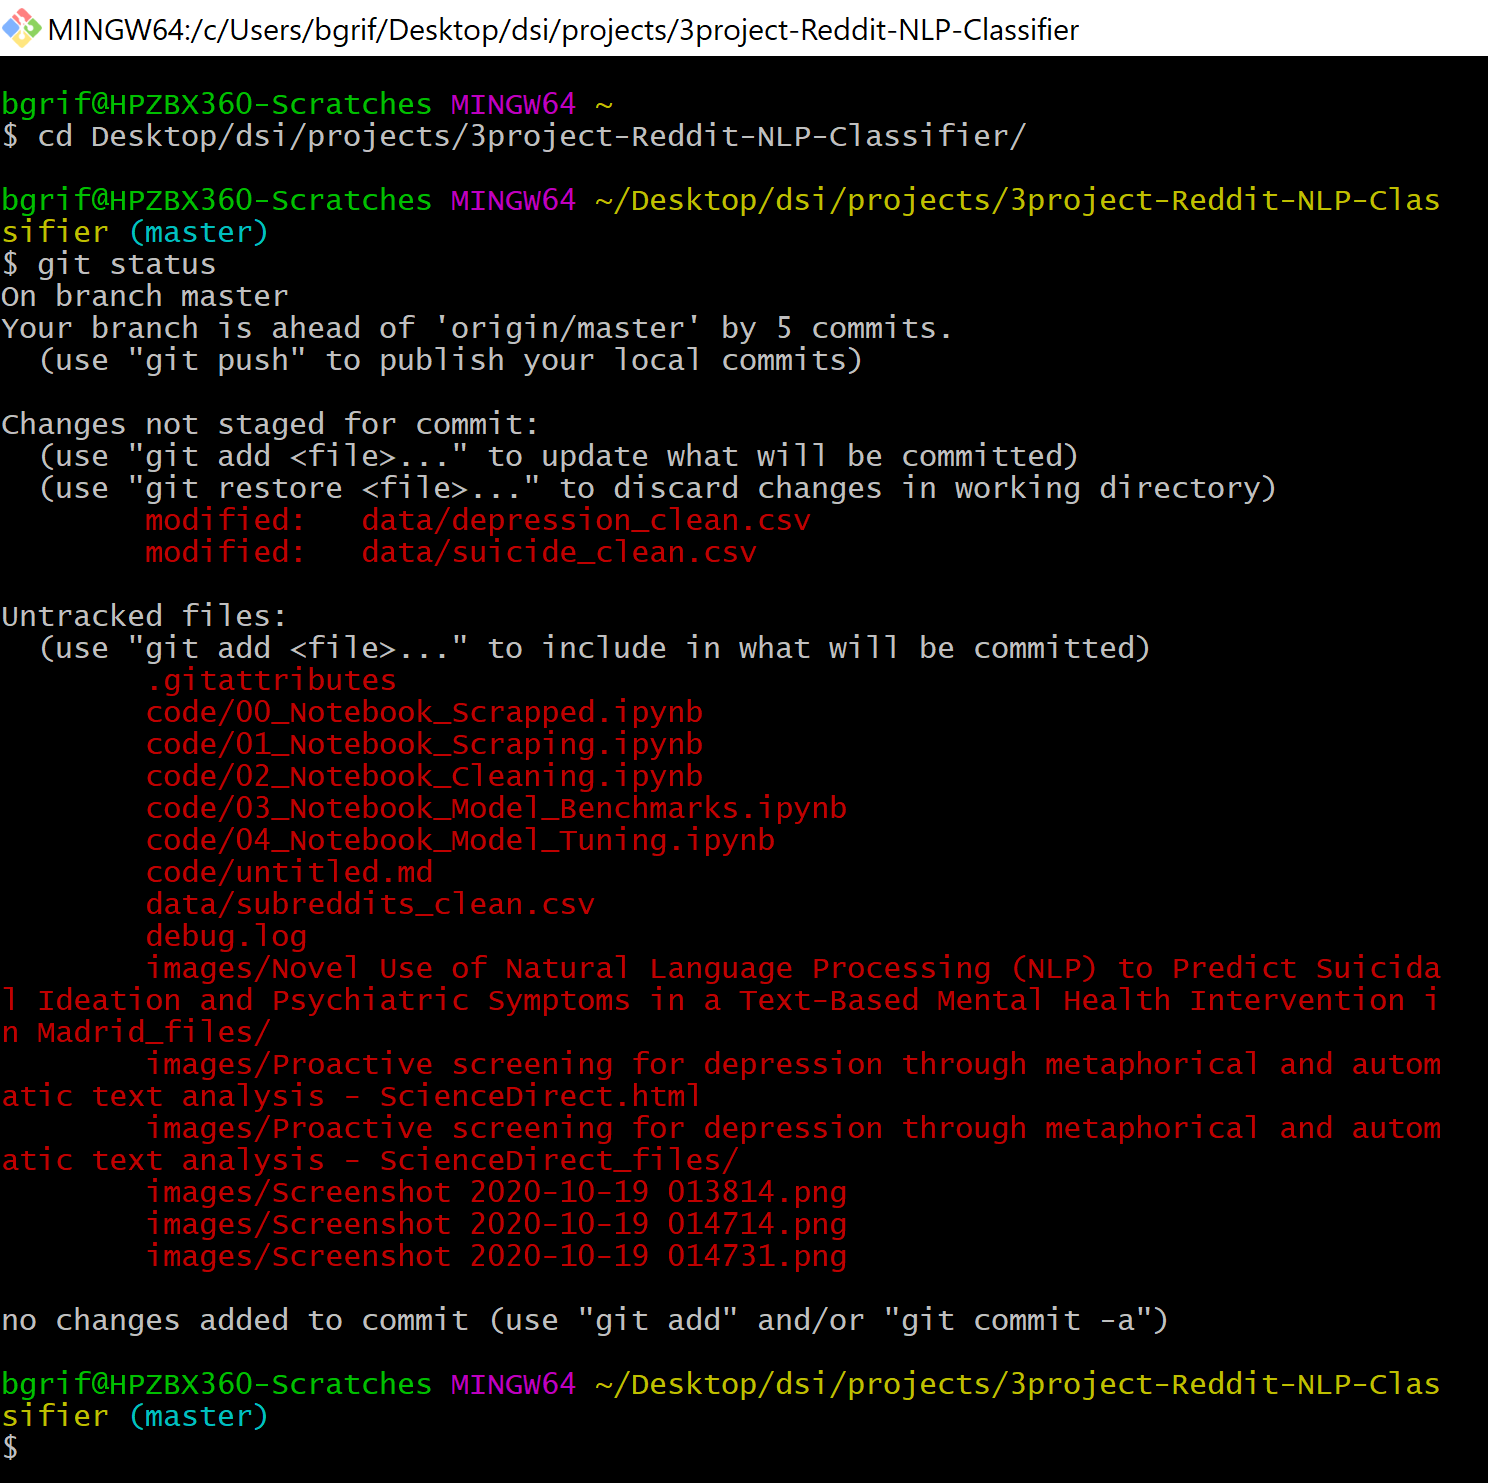 MINGW64:/c/Users/bgrif/Desktop/dsi/projects/3project-Reddit-NLP-Classifier
bgrif@HPZBX360-Scratches MINGW64 ~
$ cd Desktop/dsi/projects/3project-Reddit-NLP-Classifier/
bgrif@HPZBX360-Scratches MINGW64 ~/Desktop/dsi/projects/3project-Reddit-NLP-Clas
sifier (master)
$ git status
On branch master
Your branch is ahead of 'origin/master' by 5 commits.
  (use "git push" to publish your local commits)
Changes not staged for commit:
  (use "git add <file>..." to update what will be committed)
  (use "git restore <file>..." to discard changes in working directory)
        modified:   data/depression_clean.csv
        modified:   data/suicide_clean.csv
Untracked files:
  (use "git add <file>..." to include in what will be committed)
        .gitattributes
        code/00_Notebook_Scrapped.ipynb
        code/01_Notebook_Scraping.ipynb
        code/02_Notebook_Cleaning.ipynb
        code/03_Notebook_Model_Benchmarks.ipynb
        code/04_Notebook_Model_Tuning.ipynb
        code/untitled.md
        data/subreddits_clean.csv
        debug.log
        images/Novel Use of Natural Language Processing (NLP) to Predict Suicida
l Ideation and Psychiatric Symptoms in a Text-Based Mental Health Intervention i
n Madrid_files/
        images/Proactive screening for depression through metaphorical and autom
atic text analysis - ScienceDirect.html
        images/Proactive screening for depression through metaphorical and autom
atic text analysis - ScienceDirect_files/
        images/Screenshot 2020-10-19 013814.png
        images/Screenshot 2020-10-19 014714.png
        images/Screenshot 2020-10-19 014731.png
no changes added to commit (use "git add" and/or "git commit -a")
bgrif@HPZBX360-Scratches MINGW64 ~/Desktop/dsi/projects/3project-Reddit-NLP-Clas
sifier (master)
$